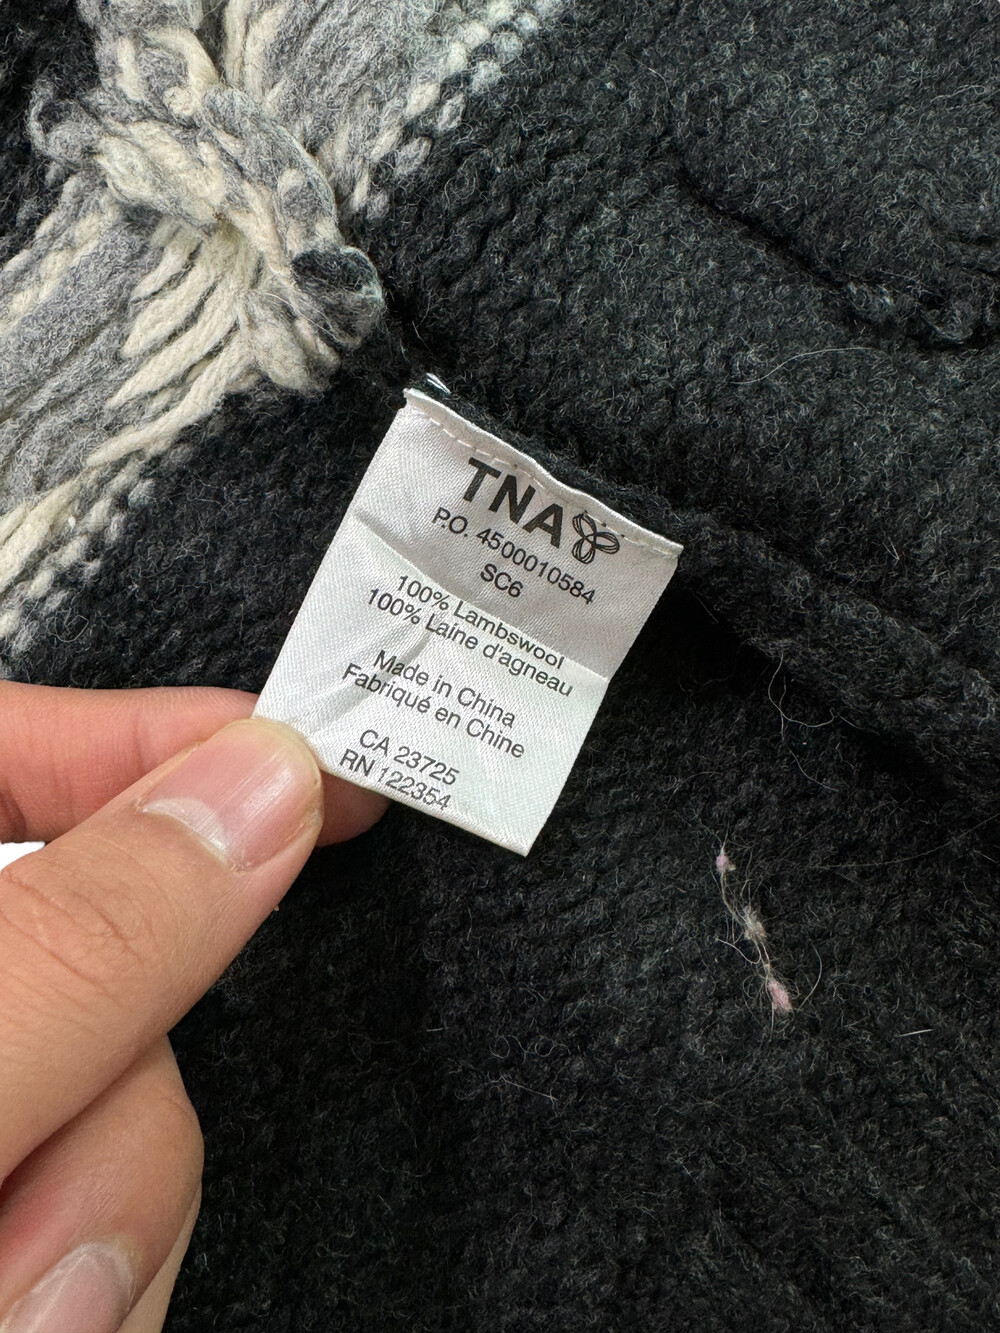 TNA
P.O. 4500010584
SC6
100% Lambswool
100% Laine d'agneau
Made in China
Fabriqué en Chine
CA 23725
RN 122354